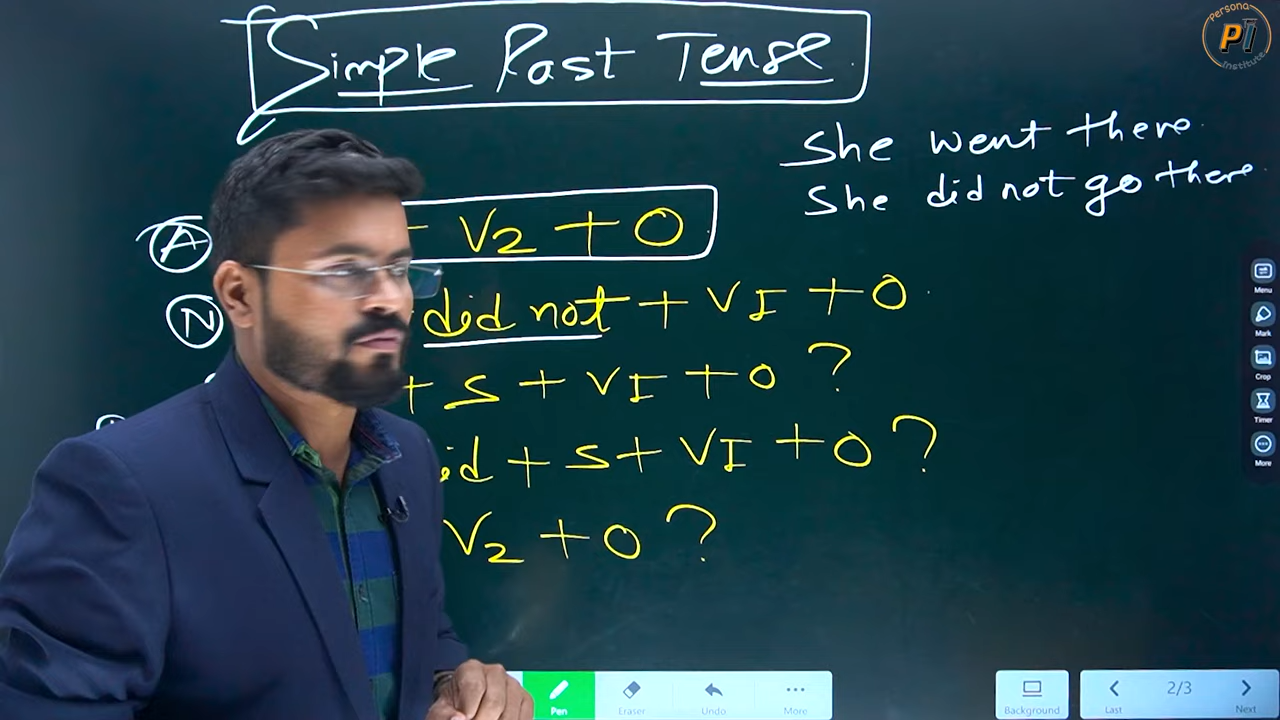 Simple Past Tense
She went there.
She did not go there.
A - V2 + O
N did not + VI + O.
+ S + VI + O ?
id + S + VI + O ?
V2 + O ?
Persona
PI
Institute
Menu
Mark
Crop
Timer
More
Pen
Eraser
Undo
More
Background
Last
2/3
Next